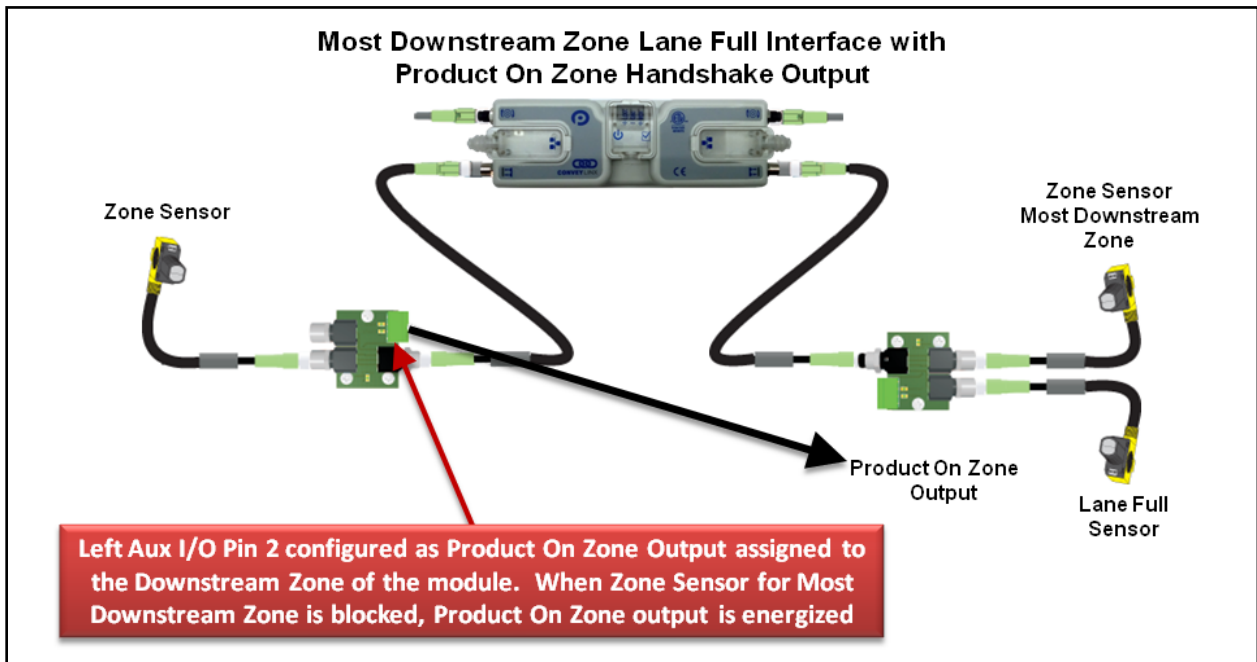 Most Downstream Zone Lane Full Interface with
Product On Zone Handshake Output
CONVEYLINX
CE
Zone Sensor
Zone Sensor
Most Downstream
Zone
Product On Zone
Output
Lane Full
Sensor
Left Aux I/O Pin 2 configured as Product On Zone Output assigned to
the Downstream Zone of the module.  When Zone Sensor for Most
Downstream Zone is blocked, Product On Zone output is energized